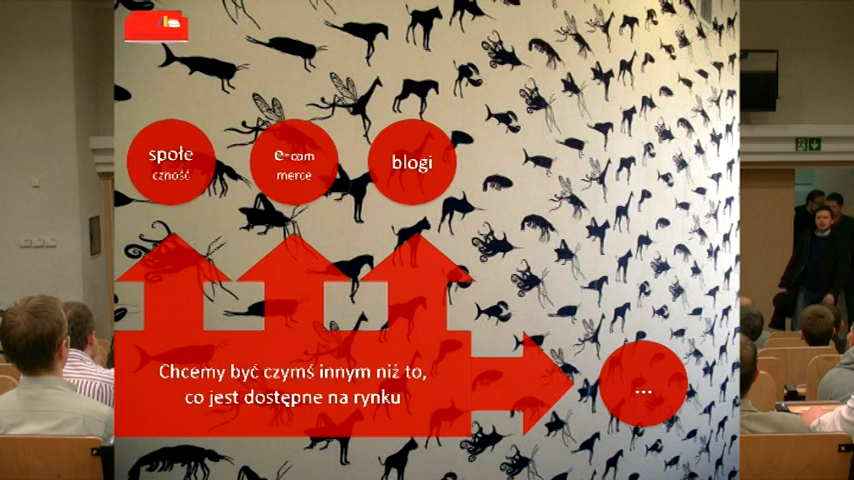 społe
czność
e-com
merce
blogi
Chcemy być czymś innym niż to,
co jest dostępne na rynku
...